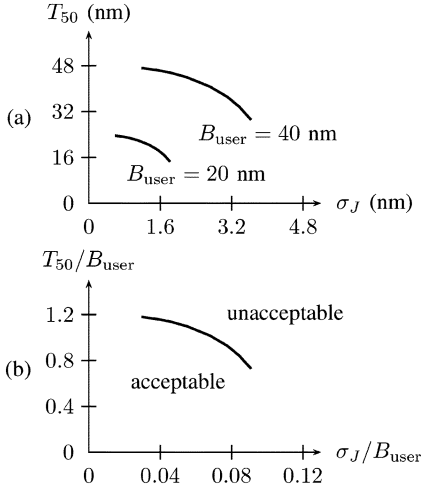 T₅₀ (nm)
48
32
16
0
(a)
B_user = 40 nm
B_user = 20 nm
0 1.6 3.2 4.8
σ_J (nm)
T₅₀/B_user
1.2
0.8
0.4
0
(b)
unacceptable
acceptable
0 0.04 0.08 0.12
σ_J/B_user